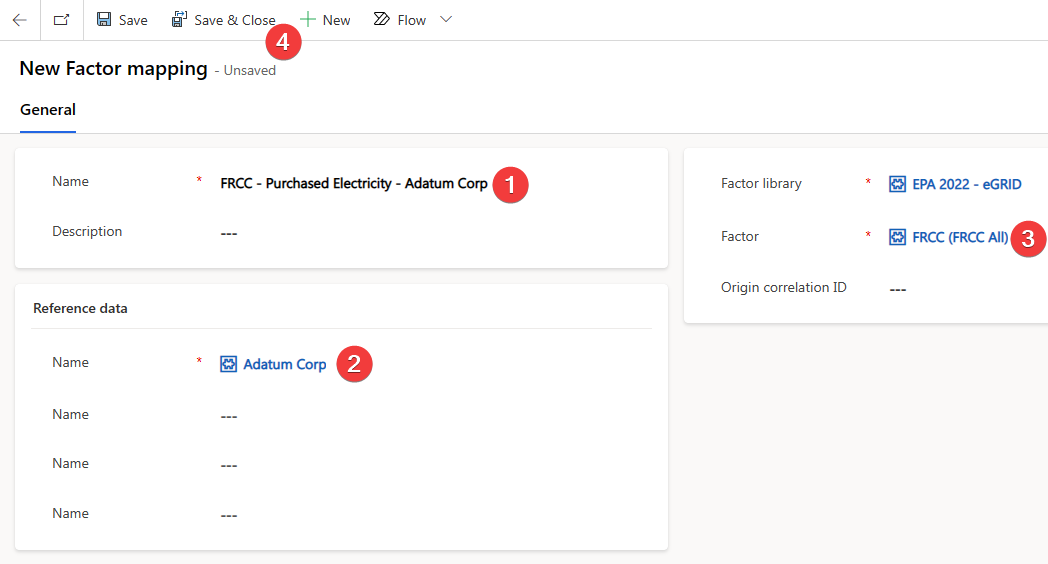 Save Save & Close New Flow
4
New Factor mapping - Unsaved
General
Name * FRCC - Purchased Electricity - Adatum Corp 1
Description ---
Factor library * EPA 2022 - eGRID
Factor * FRCC (FRCC All) 3
Origin correlation ID ---
Reference data
Name * Adatum Corp 2
Name ---
Name ---
Name ---